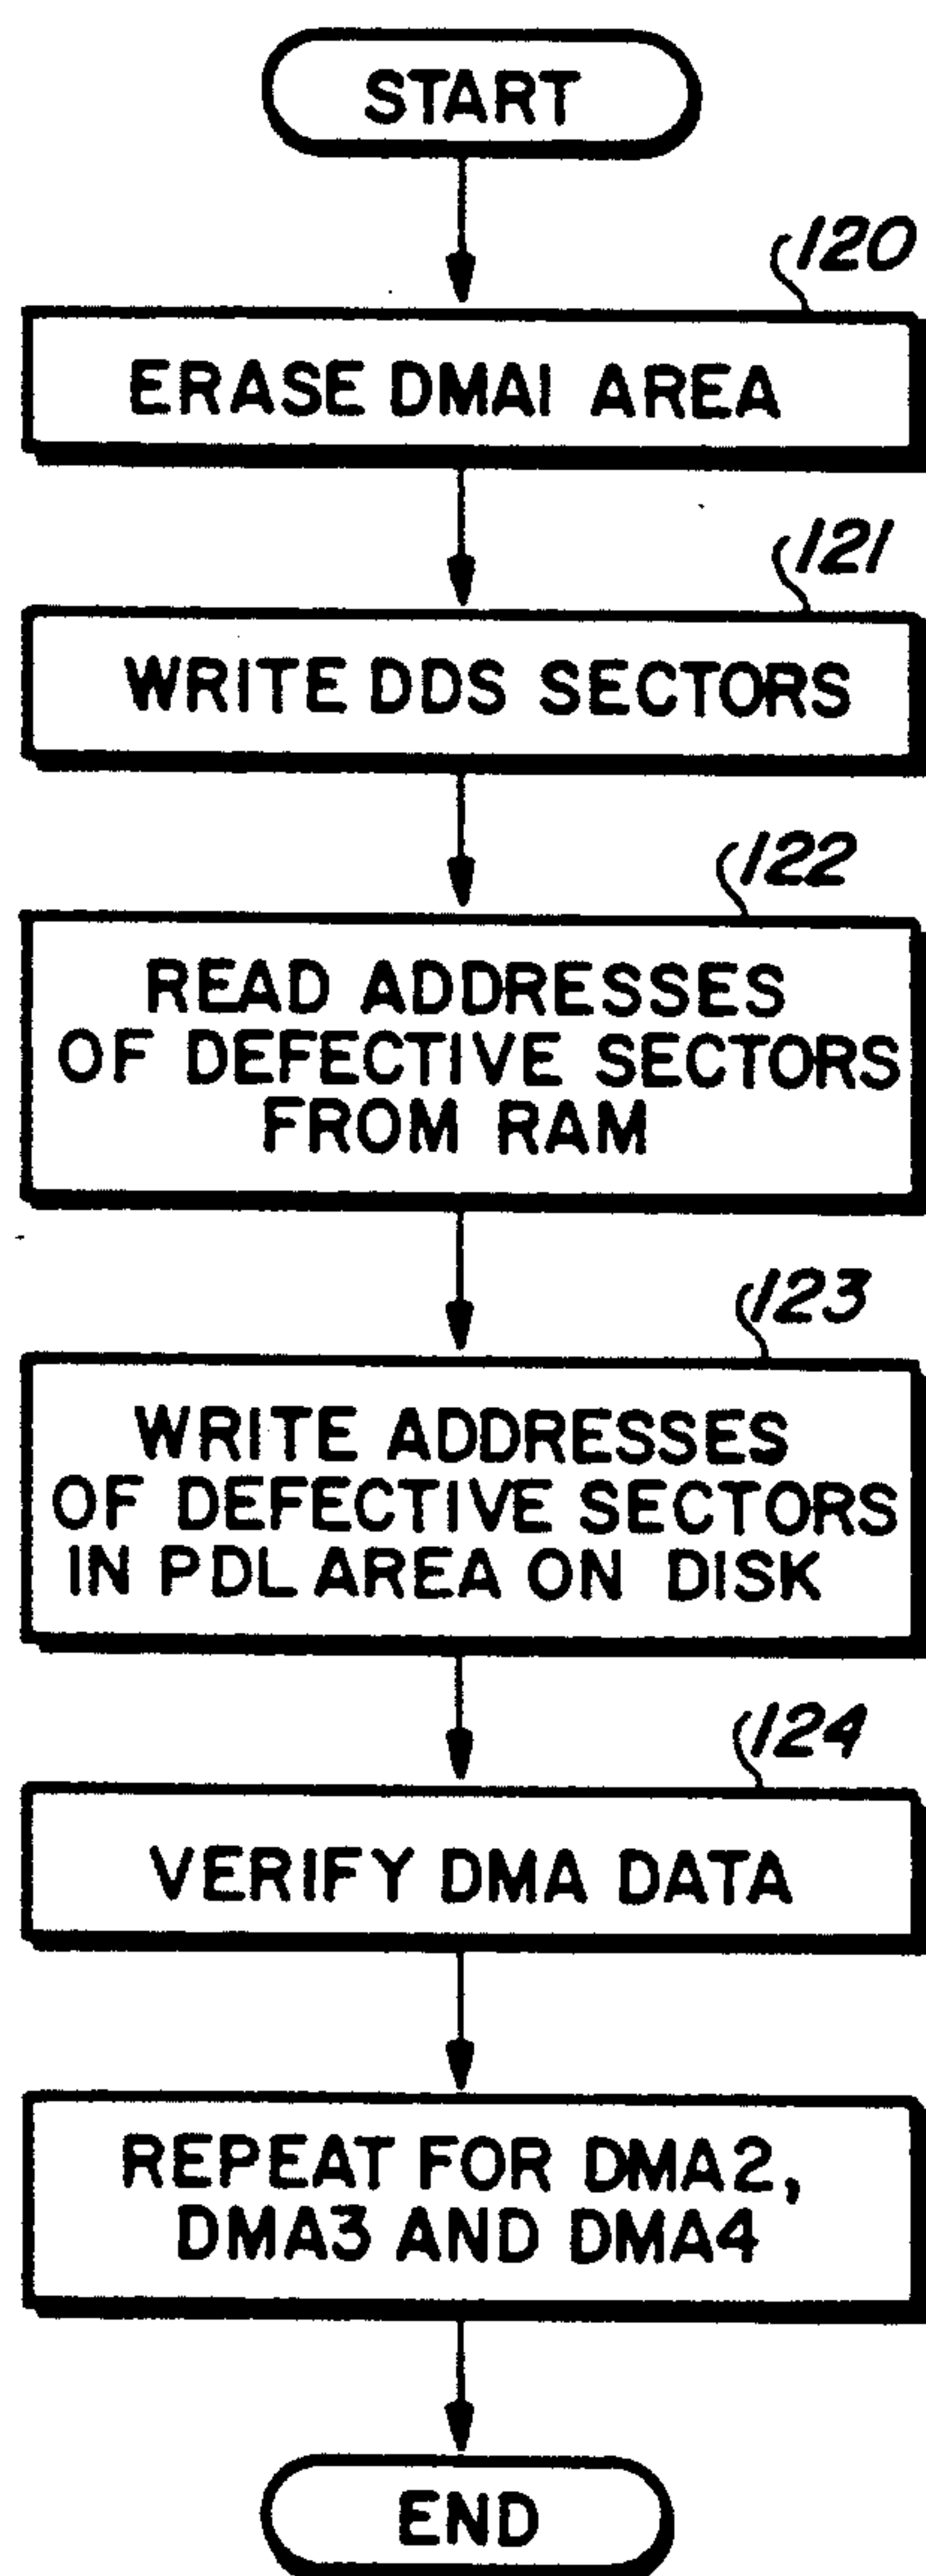 START
120
ERASE DMA1 AREA
121
WRITE DDS SECTORS
122
READ ADDRESSES
OF DEFECTIVE SECTORS
FROM RAM
123
WRITE ADDRESSES
OF DEFECTIVE SECTORS
IN PDL AREA ON DISK
124
VERIFY DMA DATA
REPEAT FOR DMA2,
DMA3 AND DMA4
END